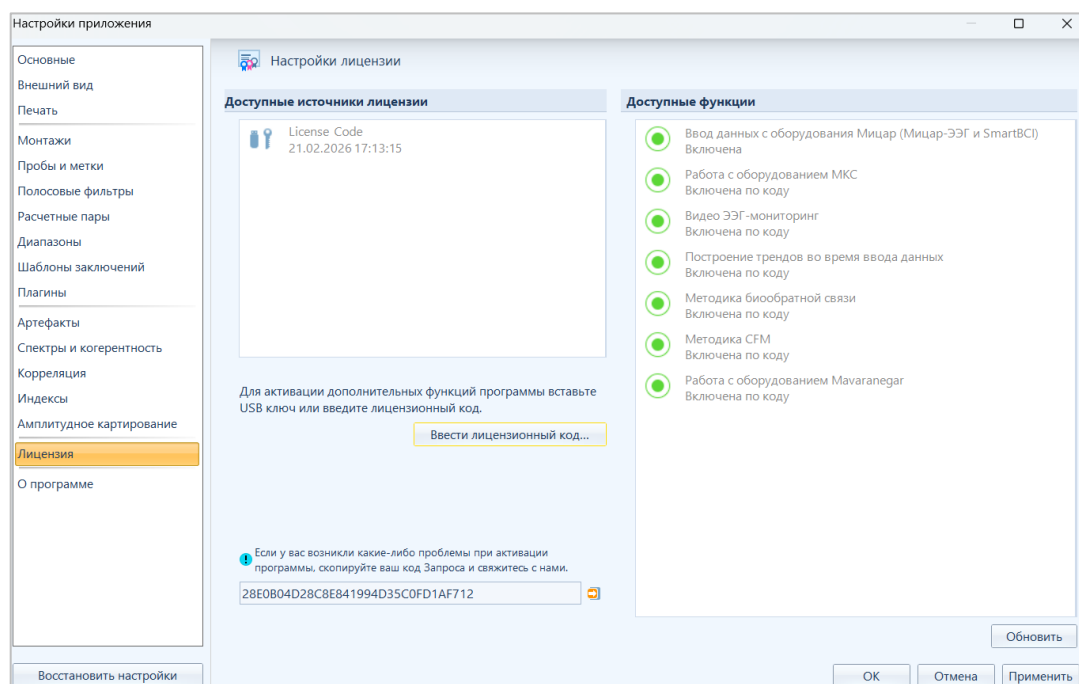 Настройки приложения
Основные
Внешний вид
Печать
Монтажи
Пробы и метки
Полосовые фильтры
Расчетные пары
Диапазоны
Шаблоны заключений
Плагины
Артефакты
Спектры и когерентность
Корреляция
Индексы
Амплитудное картирование
Лицензия
О программе
Восстановить настройки
Настройки лицензии
Доступные источники лицензии
License Code
21.02.2026 17:13:15
Для активации дополнительных функций программы вставьте
USB ключ или введите лицензионный код.
Ввести лицензионный код...
Если у вас возникли какие-либо проблемы при активации
программы, скопируйте ваш код Запроса и свяжитесь с нами.
28E0B04D28C8E841994D35C0FD1AF712
Доступные функции
Ввод данных с оборудования Мицар (Мицар-ЭЭГ и SmartBCI)
Включена
Работа с оборудованием МКС
Включена по коду
Видео ЭЭГ-мониторинг
Включена по коду
Построение трендов во время ввода данных
Включена по коду
Методика биообратной связи
Включена по коду
Методика CFM
Включена по коду
Работа с оборудованием Mavaranegar
Включена по коду
Обновить
ОК
Отмена
Применить